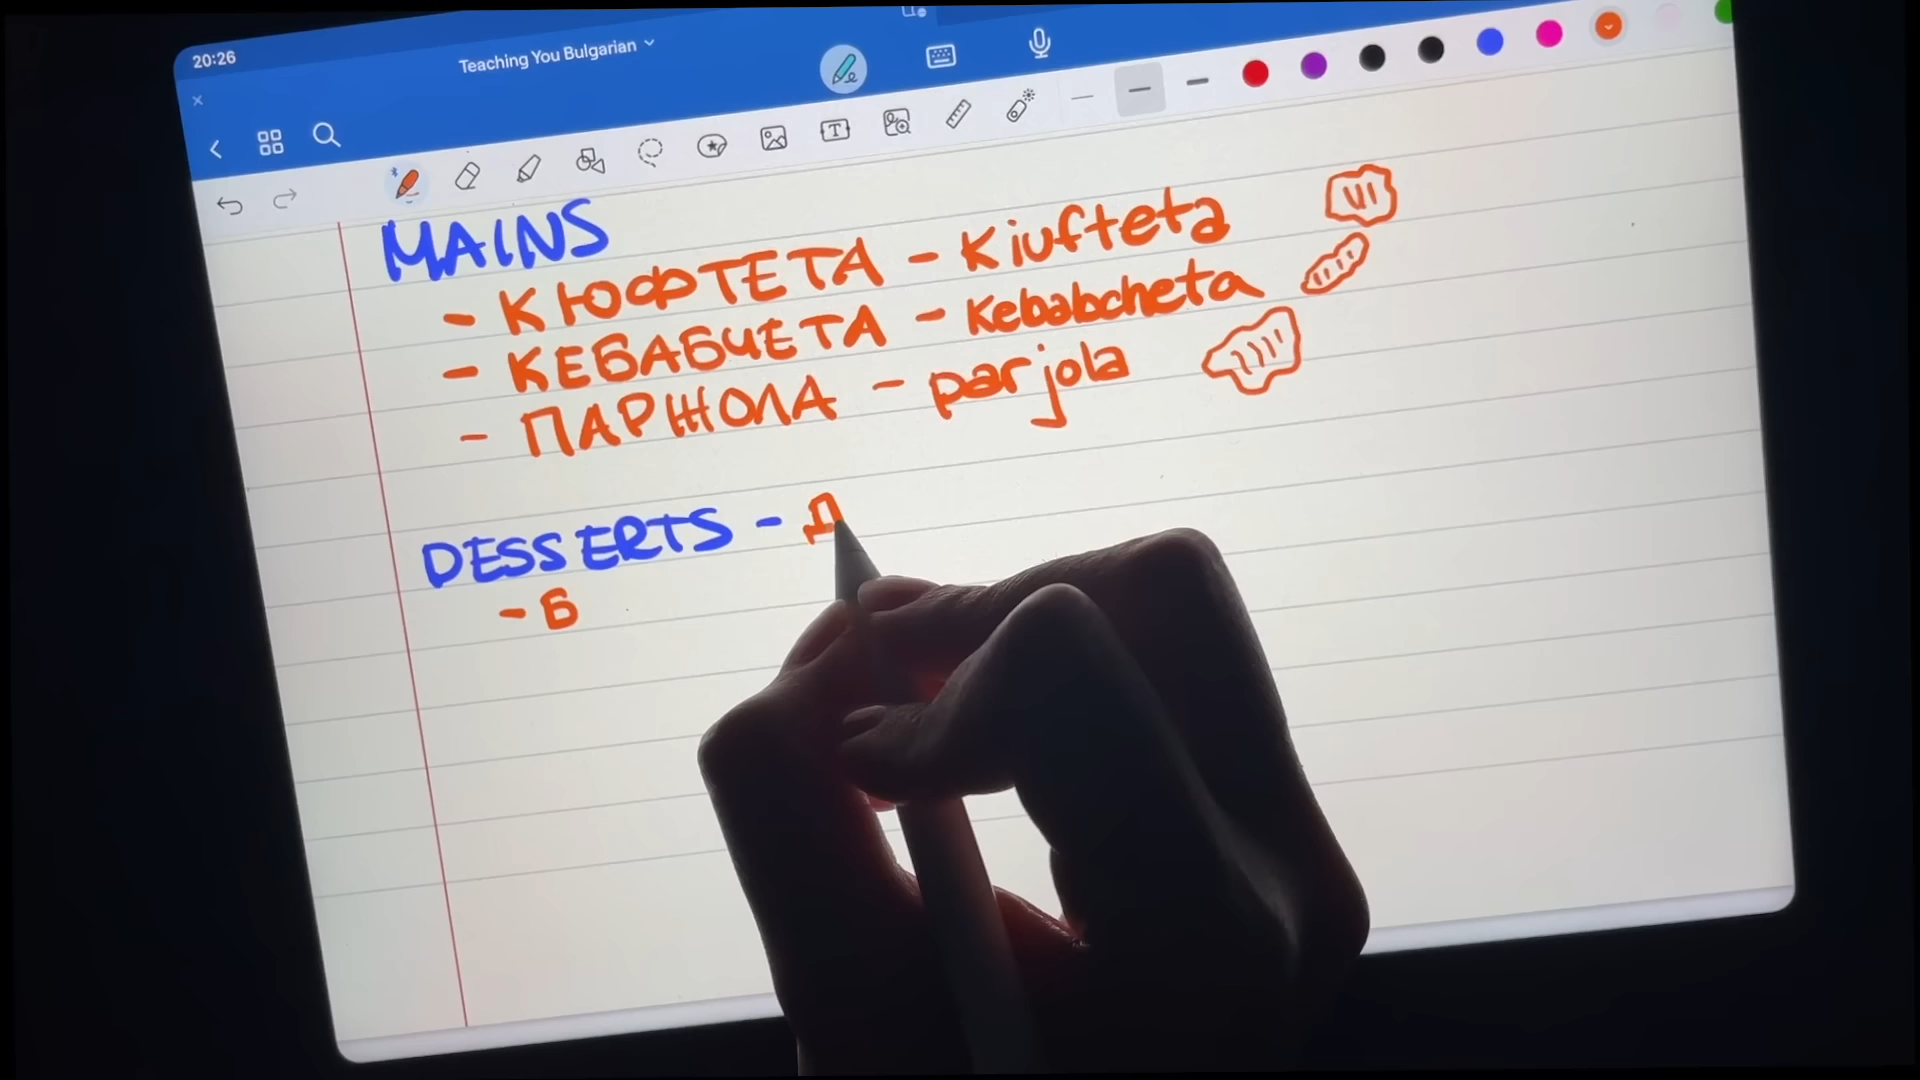 20:26
Teaching You Bulgarian
MAINS
- КЮФТЕТА - Kiufteta
- КЕБАБЧЕТА - Kebabcheta
- ПАРЖОЛА - parjola
DESSERTS - Д
- Б